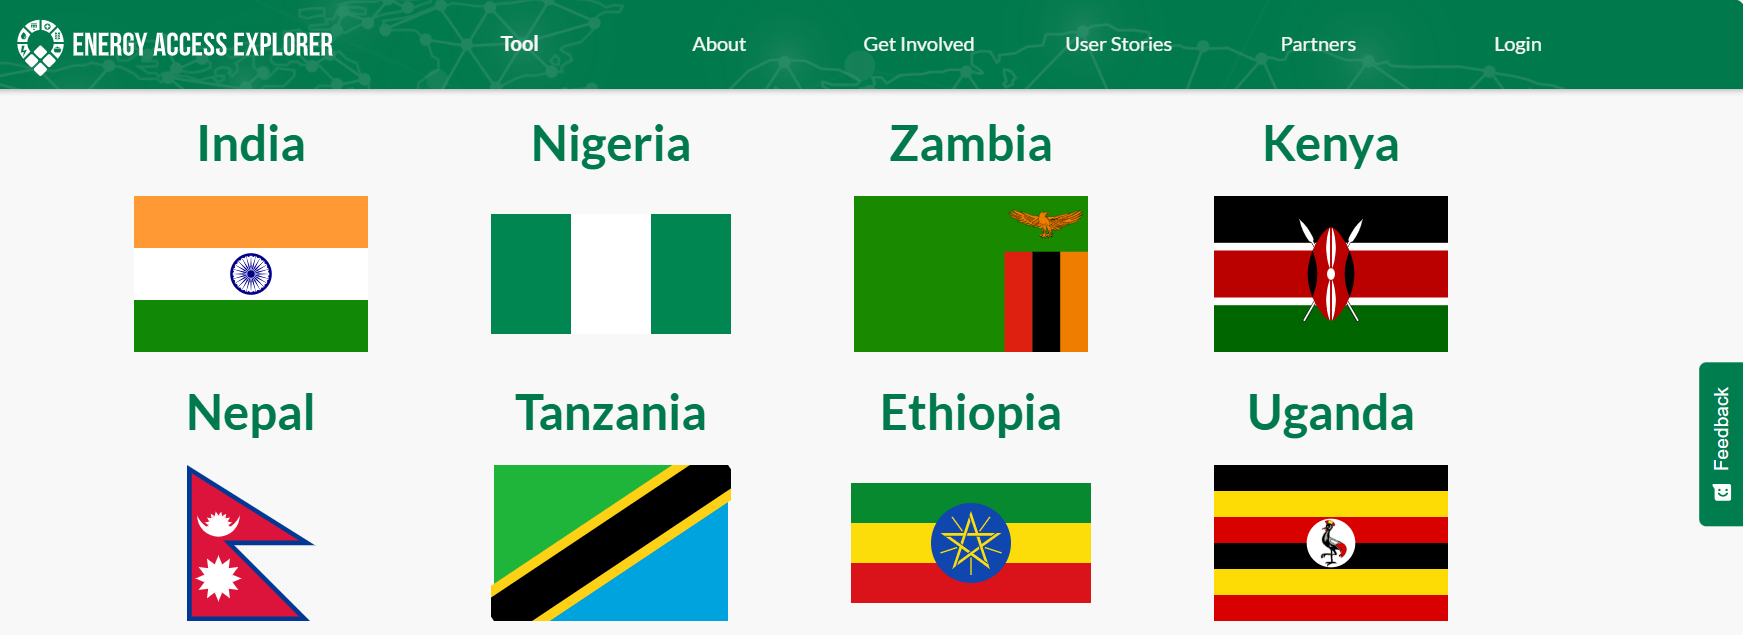 ENERGY ACCESS EXPLORER
Tool
About
Get Involved
User Stories
Partners
Login
India
Nigeria
Zambia
Kenya
Nepal
Tanzania
Ethiopia
Uganda
Feedback